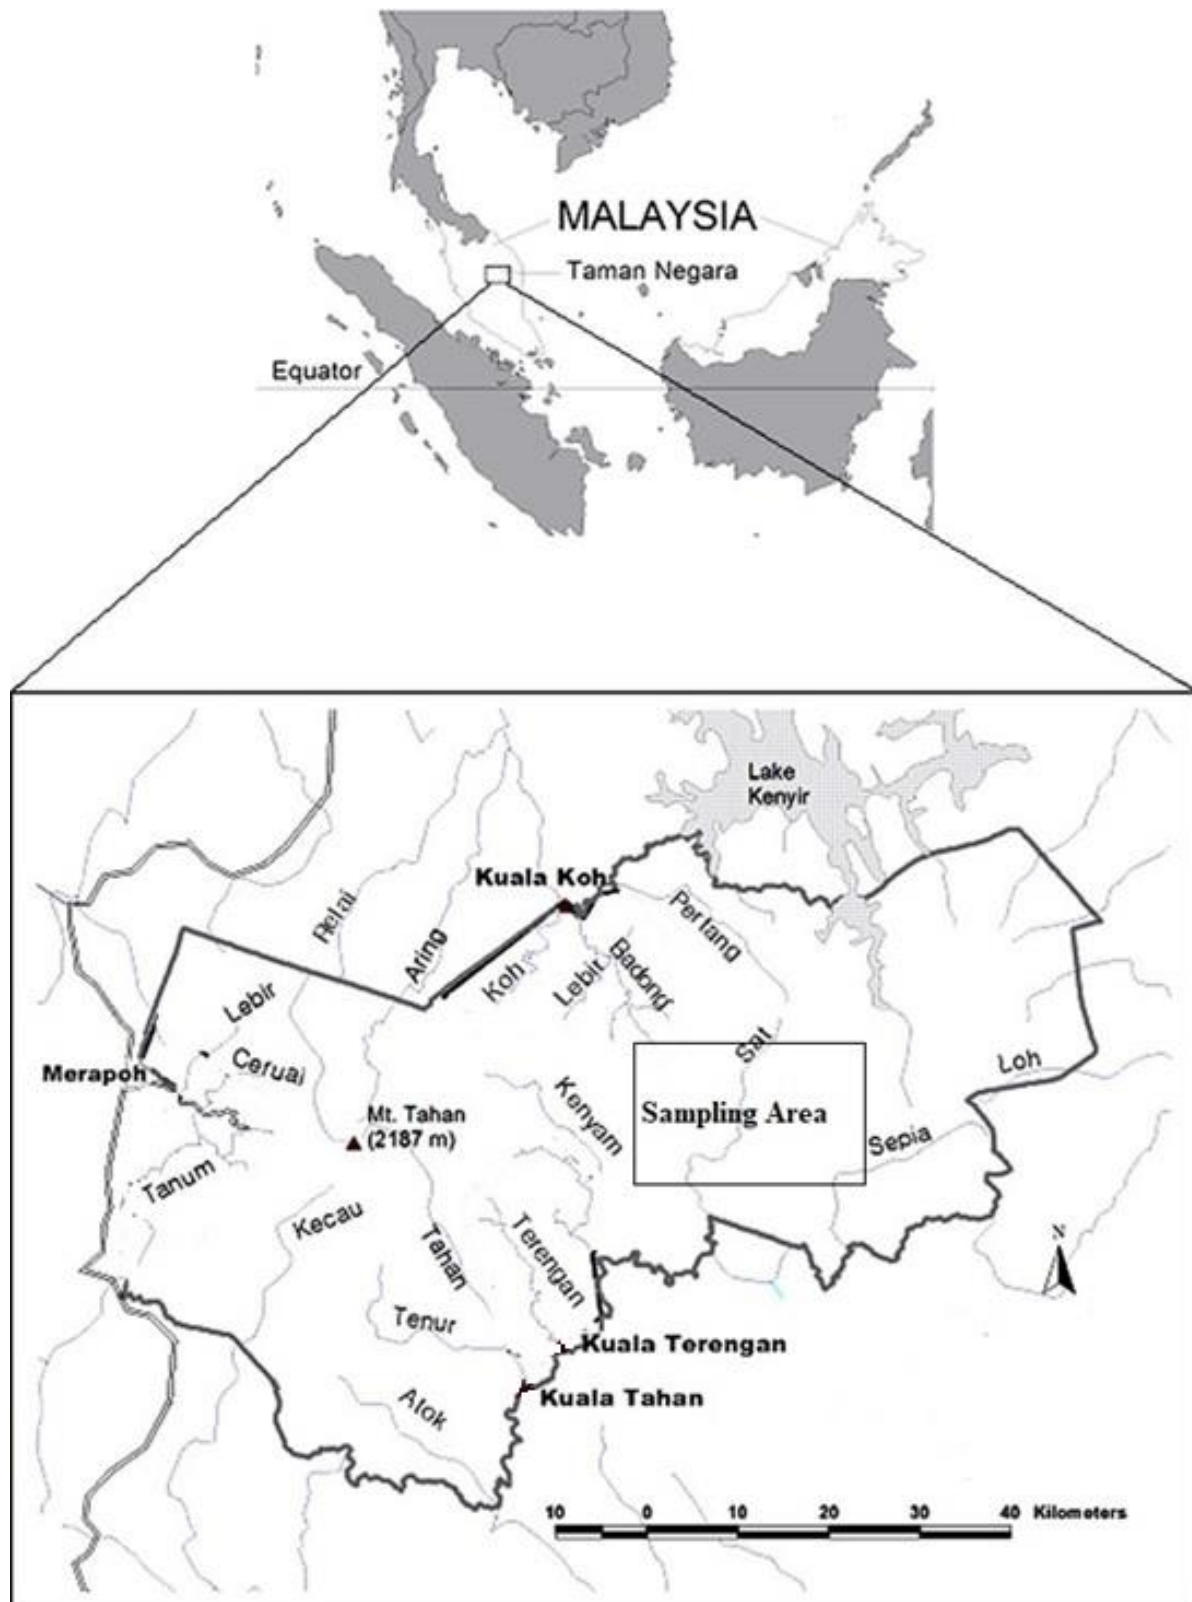 MALAYSIA
Taman Negara
Equator
Lake
Kenyir
Kuala Koh
Relai
Aring
Koh
Lebir
Badong
Pertang
Lebir
Ceruai
Merapoh
Mt. Tahan
(2187 m)
Sat
Kenyam
Sampling Area
Loh
Sepia
Tanum
Kecau
Tahan
Terengan
Tenur
N
Kuala Terengan
Kuala Tahan
Alok
10 0 10 20 30 40 Kilometers